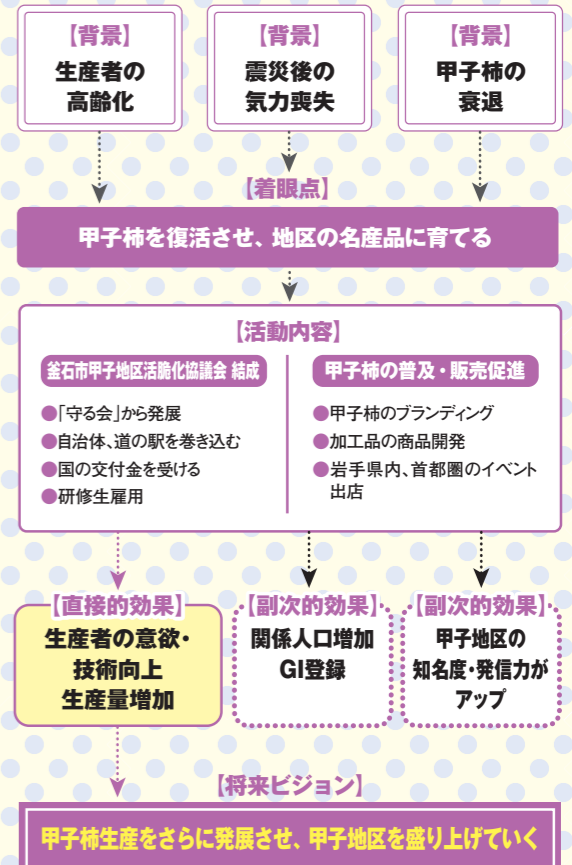 【背景】
生産者の
高齢化
【背景】
震災後の
気力喪失
【背景】
甲子柿の
衰退
【着眼点】
甲子柿を復活させ、地区の名産品に育てる
【活動内容】
釜石市甲子地区活脆化協議会 結成
●「守る会」から発展
●自治体、道の駅を巻き込む
●国の交付金を受ける
●研修生雇用
甲子柿の普及・販売促進
●甲子柿のブランディング
●加工品の商品開発
●岩手県内、首都圏のイベント
出店
【直接的効果】
生産者の意欲・
技術向上
生産量増加
【副次的効果】
関係人口増加
GI登録
【副次的効果】
甲子地区の
知名度・発信力が
アップ
【将来ビジョン】
甲子柿生産をさらに発展させ、甲子地区を盛り上げていく